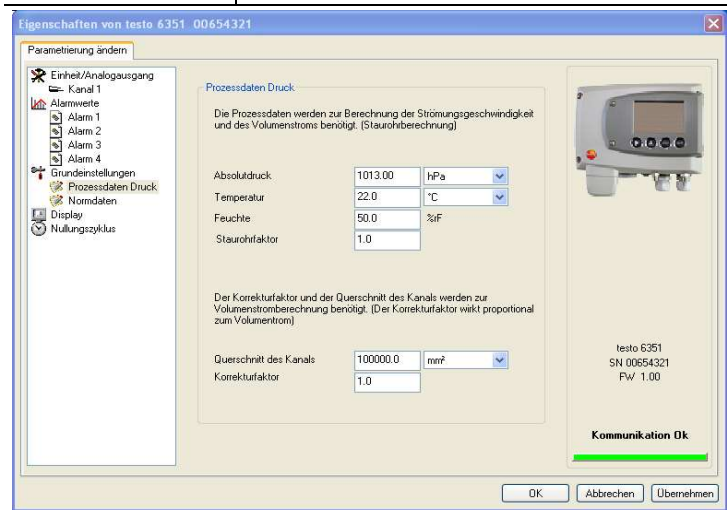 Eigenschaften von testo 6351 00654321
Parametrierung ändern
Einheit/Analogausgang
Kanal 1
Alarmwerte
Alarm 1
Alarm 2
Alarm 3
Alarm 4
Grundeinstellungen
Prozessdaten Druck
Normdaten
Display
Nullungszyklus
Prozessdaten Druck
Die Prozessdaten werden zur Berechnung der Strömungsgeschwindigkeit
und des Volumenstroms benötigt. (Staurohrberechnung)
Absolutdruck 1013.00 hPa
Temperatur 22.0 °C
Feuchte 50.0 %rF
Staurohrfaktor 1.0
Der Korrekturfaktor und der Querschnitt des Kanals werden zur
Volumenstromberechnung benötigt. (Der Korrekturfaktor wirkt proportional
zum Volumentrom)
Querschnitt des Kanals 100000.0 mm²
Korrekturfaktor 1.0
testo 6351
SN 00654321
FW 1.00
Kommunikation Ok
OK Abbrechen Übernehmen